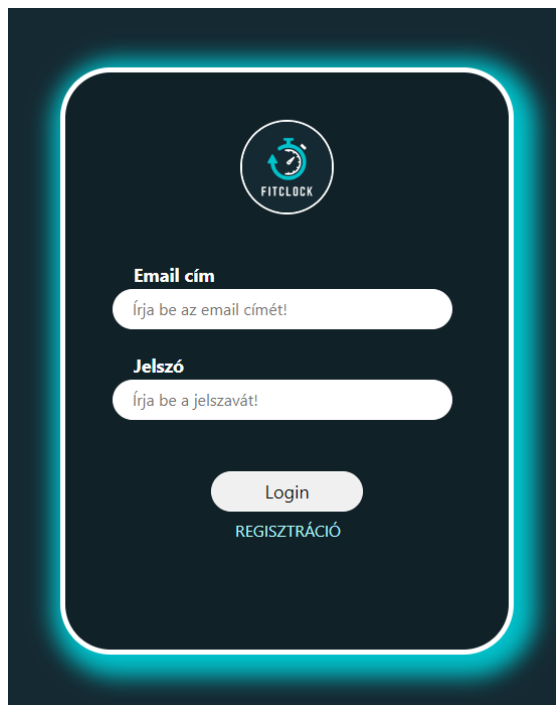 FITCLOCK
Email cím
Írja be az email címét!
Jelszó
Írja be a jelszavát!
Login
REGISZTRÁCIÓ